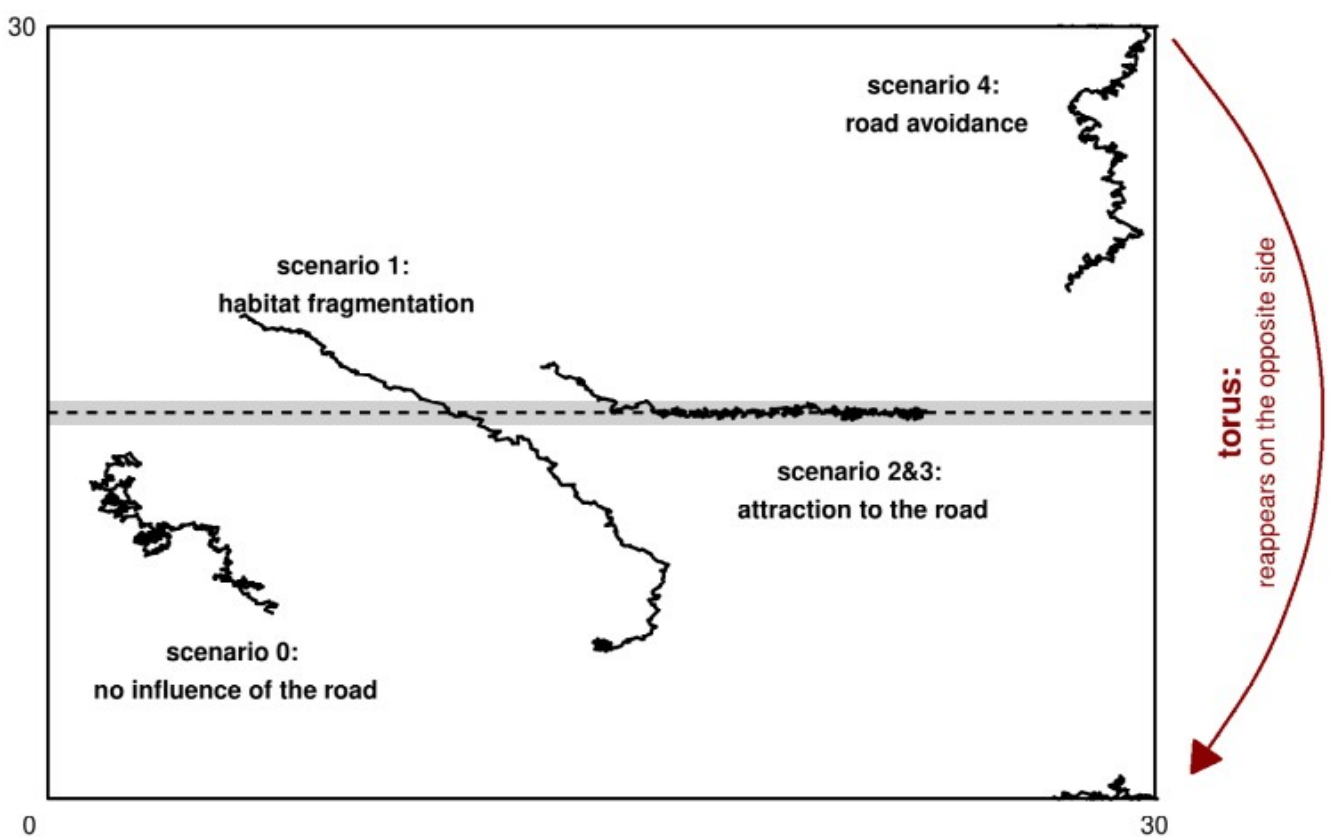 30
scenario 4:
road avoidance
scenario 1:
habitat fragmentation
torus:
reappears on the opposite side
scenario 2&3:
attraction to the road
scenario 0:
no influence of the road
0
30